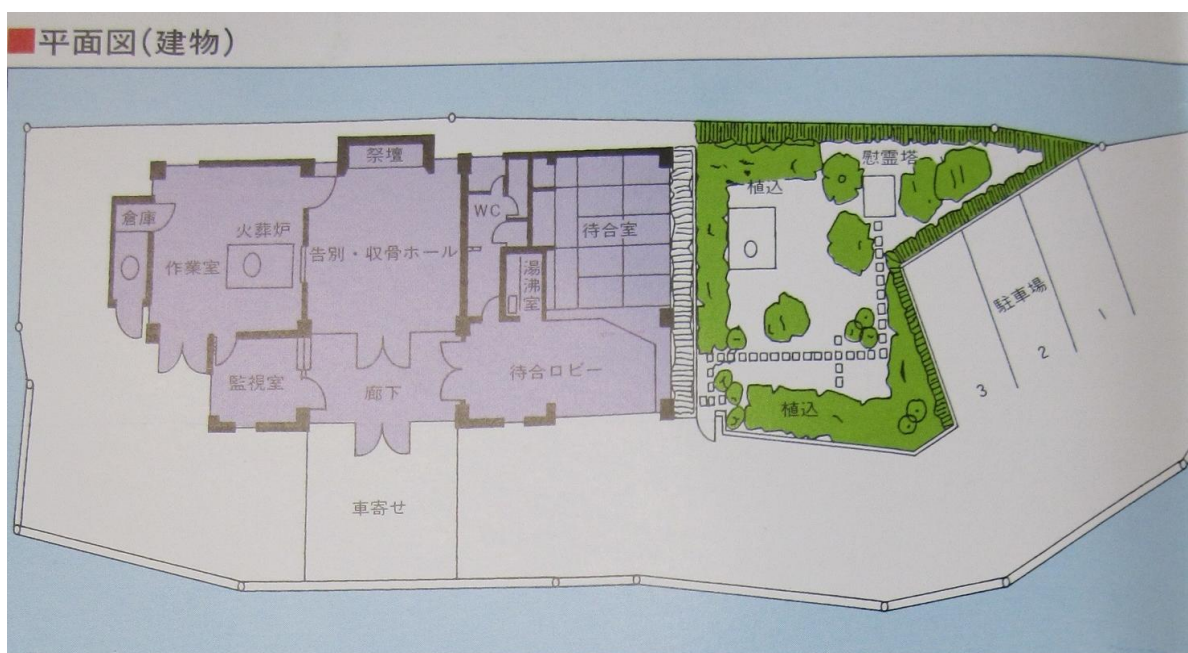 ■平面図(建物)
祭壇
慰霊塔
植込
倉庫
WC
火葬炉
待合室
告別・収骨ホール
作業室
湯沸室
駐車場
1
2
3
待合ロビー
監視室
廊下
植込
車寄せ